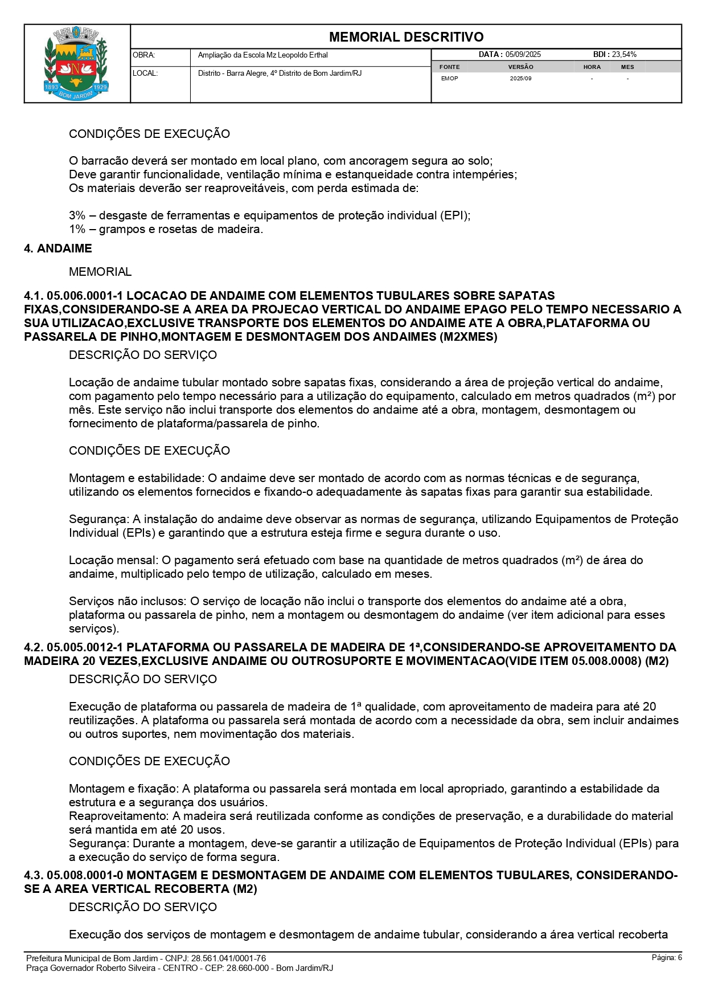 MEMORIAL DESCRITIVO
OBRA: Ampliação da Escola Mz Leopoldo Erthal
DATA : 05/09/2025 BDI : 23,54%
FONTE VERSÃO HORA MES
LOCAL: Distrito - Barra Alegre, 4º Distrito de Bom Jardim/RJ
EMOP 2025/09 - -
N
1893 1929
BOM JARDIM
CONDIÇÕES DE EXECUÇÃO
O barracão deverá ser montado em local plano, com ancoragem segura ao solo;
Deve garantir funcionalidade, ventilação mínima e estanqueidade contra intempéries;
Os materiais deverão ser reaproveitáveis, com perda estimada de:
3% – desgaste de ferramentas e equipamentos de proteção individual (EPI);
1% – grampos e rosetas de madeira.
4. ANDAIME
MEMORIAL
4.1. 05.006.0001-1 LOCACAO DE ANDAIME COM ELEMENTOS TUBULARES SOBRE SAPATAS
FIXAS,CONSIDERANDO-SE A AREA DA PROJECAO VERTICAL DO ANDAIME EPAGO PELO TEMPO NECESSARIO A
SUA UTILIZACAO,EXCLUSIVE TRANSPORTE DOS ELEMENTOS DO ANDAIME ATE A OBRA,PLATAFORMA OU
PASSARELA DE PINHO,MONTAGEM E DESMONTAGEM DOS ANDAIMES (M2XMES)
DESCRIÇÃO DO SERVIÇO
Locação de andaime tubular montado sobre sapatas fixas, considerando a área de projeção vertical do andaime,
com pagamento pelo tempo necessário para a utilização do equipamento, calculado em metros quadrados (m²) por
mês. Este serviço não inclui transporte dos elementos do andaime até a obra, montagem, desmontagem ou
fornecimento de plataforma/passarela de pinho.
CONDIÇÕES DE EXECUÇÃO
Montagem e estabilidade: O andaime deve ser montado de acordo com as normas técnicas e de segurança,
utilizando os elementos fornecidos e fixando-o adequadamente às sapatas fixas para garantir sua estabilidade.
Segurança: A instalação do andaime deve observar as normas de segurança, utilizando Equipamentos de Proteção
Individual (EPIs) e garantindo que a estrutura esteja firme e segura durante o uso.
Locação mensal: O pagamento será efetuado com base na quantidade de metros quadrados (m²) de área do
andaime, multiplicado pelo tempo de utilização, calculado em meses.
Serviços não inclusos: O serviço de locação não inclui o transporte dos elementos do andaime até a obra,
plataforma ou passarela de pinho, nem a montagem ou desmontagem do andaime (ver item adicional para esses
serviços).
4.2. 05.005.0012-1 PLATAFORMA OU PASSARELA DE MADEIRA DE 1ª,CONSIDERANDO-SE APROVEITAMENTO DA
MADEIRA 20 VEZES,EXCLUSIVE ANDAIME OU OUTROSUPORTE E MOVIMENTACAO(VIDE ITEM 05.008.0008) (M2)
DESCRIÇÃO DO SERVIÇO
Execução de plataforma ou passarela de madeira de 1ª qualidade, com aproveitamento de madeira para até 20
reutilizações. A plataforma ou passarela será montada de acordo com a necessidade da obra, sem incluir andaimes
ou outros suportes, nem movimentação dos materiais.
CONDIÇÕES DE EXECUÇÃO
Montagem e fixação: A plataforma ou passarela será montada em local apropriado, garantindo a estabilidade da
estrutura e a segurança dos usuários.
Reaproveitamento: A madeira será reutilizada conforme as condições de preservação, e a durabilidade do material
será mantida em até 20 usos.
Segurança: Durante a montagem, deve-se garantir a utilização de Equipamentos de Proteção Individual (EPIs) para
a execução do serviço de forma segura.
4.3. 05.008.0001-0 MONTAGEM E DESMONTAGEM DE ANDAIME COM ELEMENTOS TUBULARES, CONSIDERANDO-
SE A AREA VERTICAL RECOBERTA (M2)
DESCRIÇÃO DO SERVIÇO
Execução dos serviços de montagem e desmontagem de andaime tubular, considerando a área vertical recoberta
Prefeitura Municipal de Bom Jardim - CNPJ: 28.561.041/0001-76 Página: 6
Praça Governador Roberto Silveira - CENTRO - CEP: 28.660-000 - Bom Jardim/RJ